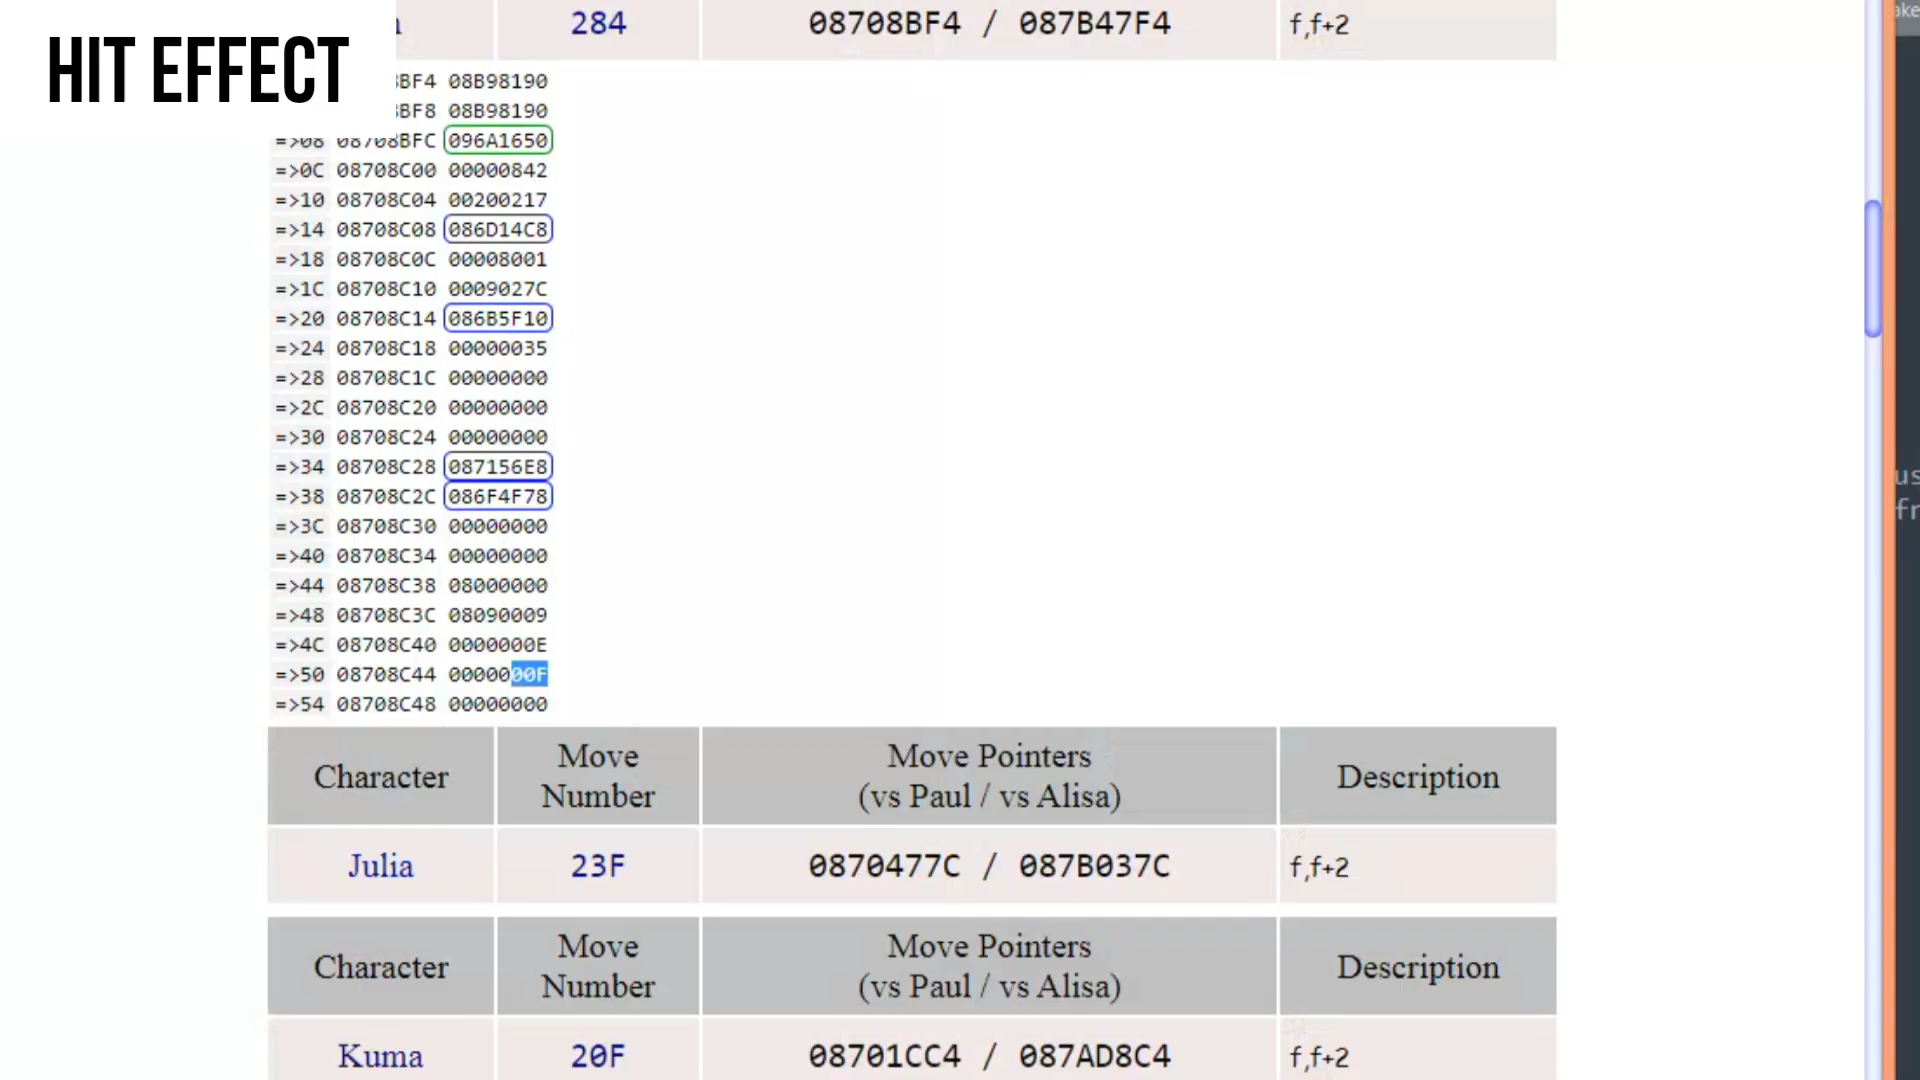 HIT EFFECT
284 08708BF4 / 087B47F4 f,f+2
8BF4 08B98190
8BF8 08B98190
=>08 08708BFC 096A1650
=>0C 08708C00 00000842
=>10 08708C04 00200217
=>14 08708C08 086D14C8
=>18 08708C0C 00008001
=>1C 08708C10 0009027C
=>20 08708C14 086B5F10
=>24 08708C18 00000035
=>28 08708C1C 00000000
=>2C 08708C20 00000000
=>30 08708C24 00000000
=>34 08708C28 087156E8
=>38 08708C2C 086F4F78
=>3C 08708C30 00000000
=>40 08708C34 00000000
=>44 08708C38 08000000
=>48 08708C3C 08090009
=>4C 08708C40 0000000E
=>50 08708C44 0000000F
=>54 08708C48 00000000
Character Move Number Move Pointers (vs Paul / vs Alisa) Description
Julia 23F 0870477C / 087B037C f,f+2
Character Move Number Move Pointers (vs Paul / vs Alisa) Description
Kuma 20F 08701CC4 / 087AD8C4 f,f+2